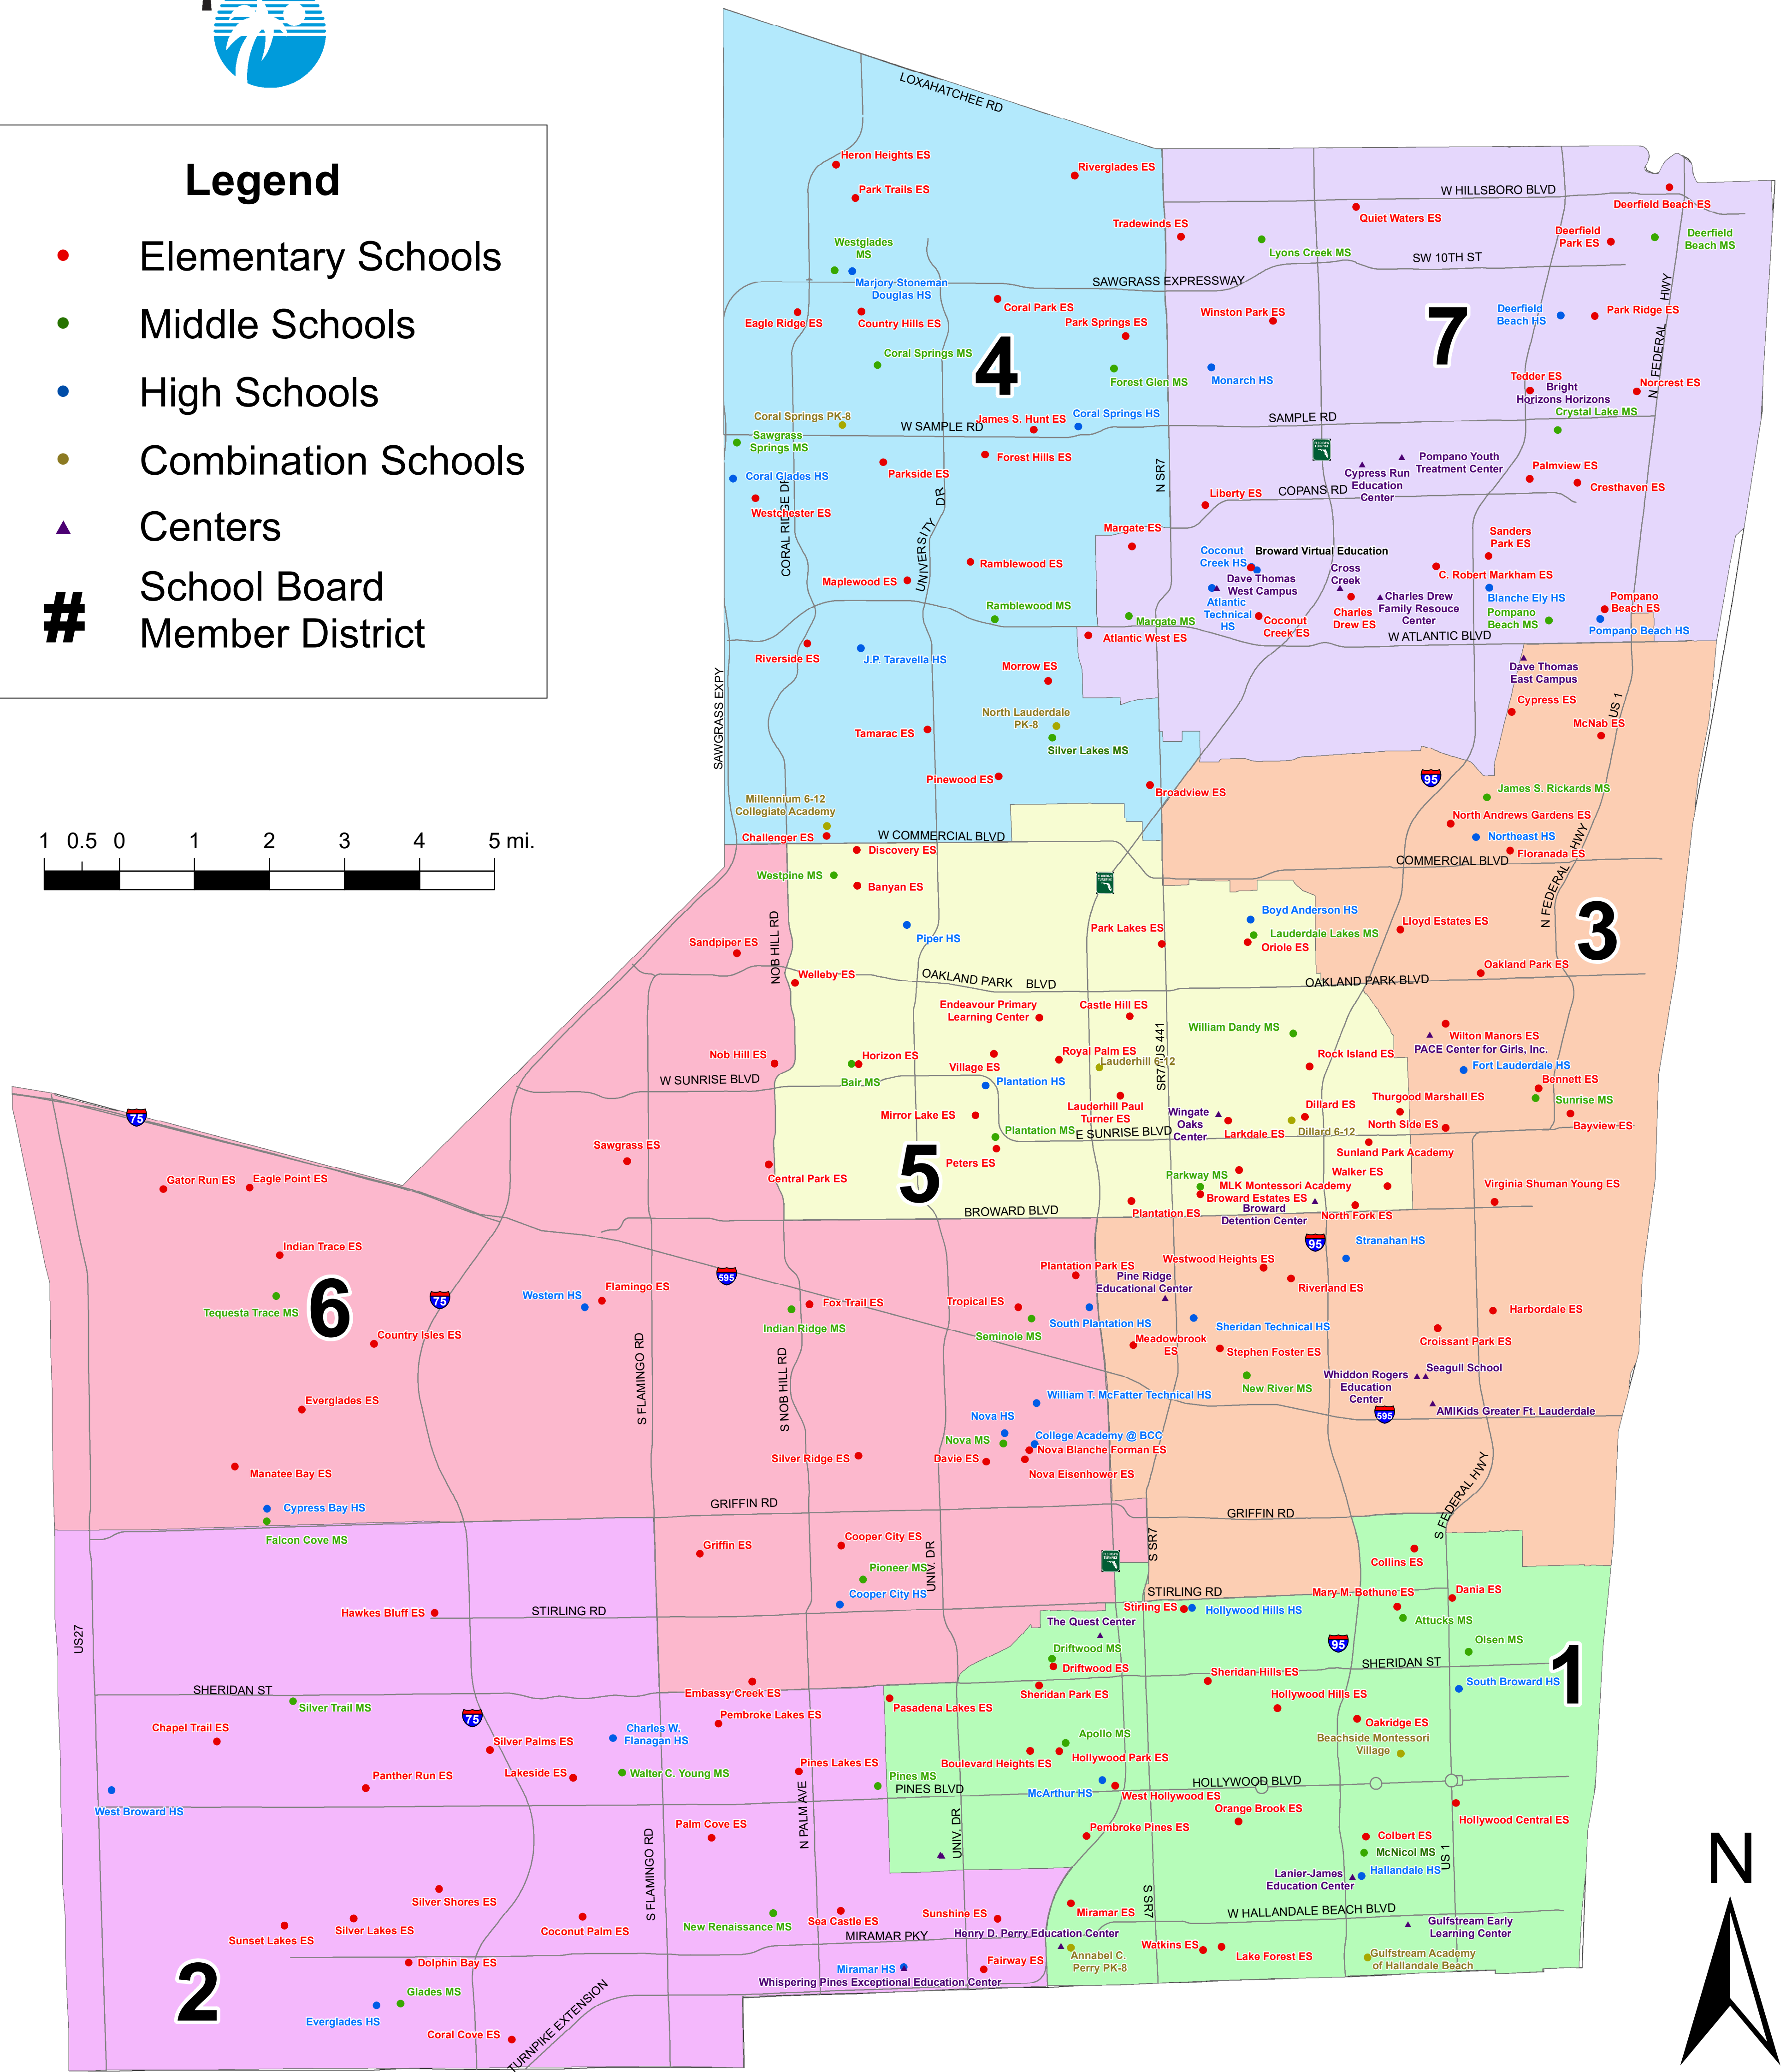 Legend
Elementary Schools
Middle Schools
High Schools
Combination Schools
Centers
#
School Board
Member District
1 0.5 0 1 2 3 4 5 mi.
LOXAHATCHEE RD
Heron Heights ES
Riverglades ES
Park Trails ES
W HILLSBORO BLVD
Deerfield Beach ES
Quiet Waters ES
Tradewinds ES
Deerfield
Park ES
Deerfield
Beach MS
Westglades
MS
Lyons Creek MS
SW 10TH ST
Marjory Stoneman
Douglas HS
SAWGRASS EXPRESSWAY
Coral Park ES
Eagle Ridge ES
Country Hills ES
Park Springs ES
Winston Park ES
7
Deerfield
Beach HS
Park Ridge ES
N FEDERAL HWY
Coral Springs MS
4
Forest Glen MS
Monarch HS
Tedder ES
Norcrest ES
Bright
Horizons Horizons
Crystal Lake MS
Coral Springs PK-8
James S. Hunt ES
Coral Springs HS
SAMPLE RD
W SAMPLE RD
Sawgrass
Springs MS
Forest Hills ES
Pompano Youth
Treatment Center
Cypress Run
Education
Center
Palmview ES
Coral Glades HS
Parkside ES
N SR7
Cresthaven ES
Liberty ES
COPANS RD
Westchester ES
CORAL RIDGE DR
UNIVERSITY DR
Margate ES
Sanders
Park ES
Coconut
Creek HS
Broward Virtual Education
Ramblewood ES
Cross
Creek
C. Robert Markham ES
Maplewood ES
Dave Thomas
West Campus
Blanche Ely HS
Atlantic
Technical
HS
Charles Drew
Family Resouce
Center
Charles
Drew ES
Coconut
Creek ES
Pompano
Beach ES
Ramblewood MS
Margate MS
Pompano
Beach MS
Pompano Beach HS
Atlantic West ES
W ATLANTIC BLVD
Riverside ES
J.P. Taravella HS
Morrow ES
Dave Thomas
East Campus
SAWGRASS EXPY
Cypress ES
US 1
North Lauderdale
PK-8
McNab ES
Tamarac ES
Silver Lakes MS
Pinewood ES
95
Broadview ES
James S. Rickards MS
Millennium 6-12
Collegiate Academy
North Andrews Gardens ES
Challenger ES
W COMMERCIAL BLVD
Northeast HS
Discovery ES
Floranada ES
COMMERCIAL BLVD
Westpine MS
Banyan ES
N FEDERAL HWY
3
Boyd Anderson HS
Lloyd Estates ES
NOB HILL RD
Piper HS
Park Lakes ES
Lauderdale Lakes MS
Oriole ES
Sandpiper ES
Oakland Park ES
Welleby ES
OAKLAND PARK BLVD
OAKLAND PARK BLVD
Endeavour Primary
Learning Center
Castle Hill ES
William Dandy MS
SR7/US 441
Wilton Manors ES
PACE Center for Girls, Inc.
Nob Hill ES
Horizon ES
Royal Palm ES
Rock Island ES
Village ES
Lauderhill 6-12
Fort Lauderdale HS
W SUNRISE BLVD
Bair MS
Plantation HS
Bennett ES
Sunrise MS
Mirror Lake ES
Lauderhill Paul
Turner ES
Thurgood Marshall ES
75
Wingate
Oaks
Center
Dillard ES
North Side ES
Bayview ES
Plantation MS
E SUNRISE BLVD
Larkdale ES
Dillard 6-12
Sawgrass ES
5
Peters ES
Sunland Park Academy
Central Park ES
Parkway MS
Walker ES
Gator Run ES
Eagle Point ES
MLK Montessori Academy
Virginia Shuman Young ES
Broward Estates ES
BROWARD BLVD
Plantation ES
Broward
Detention Center
North Fork ES
Indian Trace ES
95
Stranahan HS
Plantation Park ES
Westwood Heights ES
595
Pine Ridge
Educational Center
Riverland ES
6
Tequesta Trace MS
75
Western HS
Flamingo ES
Fox Trail ES
Tropical ES
Harbordale ES
Indian Ridge MS
Seminole MS
South Plantation HS
Sheridan Technical HS
Country Isles ES
Meadowbrook
ES
Stephen Foster ES
Croissant Park ES
S FLAMINGO RD
S NOB HILL RD
New River MS
Whiddon Rogers
Education
Center
Seagull School
Everglades ES
William T. McFatter Technical HS
595
AMIKids Greater Ft. Lauderdale
Nova HS
Nova MS
College Academy @ BCC
Nova Blanche Forman ES
Silver Ridge ES
Davie ES
Nova Eisenhower ES
Manatee Bay ES
Cypress Bay HS
GRIFFIN RD
GRIFFIN RD
S FEDERAL HWY
Falcon Cove MS
Griffin ES
Cooper City ES
UNIV. DR
S SR7
Collins ES
Pioneer MS
Cooper City HS
STIRLING RD
Mary M. Bethune ES
Dania ES
Hawkes Bluff ES
STIRLING RD
Stirling ES
Hollywood Hills HS
Attucks MS
US27
The Quest Center
95
Olsen MS
Driftwood MS
Driftwood ES
SHERIDAN ST
1
Sheridan Hills ES
South Broward HS
SHERIDAN ST
Embassy Creek ES
Sheridan Park ES
Hollywood Hills ES
Silver Trail MS
75
Pasadena Lakes ES
Chapel Trail ES
Pembroke Lakes ES
Oakridge ES
Charles W.
Flanagan HS
Apollo MS
Beachside Montessori
Village
Silver Palms ES
Boulevard Heights ES
Hollywood Park ES
Panther Run ES
Lakeside ES
Walter C. Young MS
Pines Lakes ES
Pines MS
PINES BLVD
HOLLYWOOD BLVD
West Broward HS
McArthur HS
West Hollywood ES
Orange Brook ES
Hollywood Central ES
Palm Cove ES
N PALM AVE
UNIV. DR
Pembroke Pines ES
Colbert ES
McNicol MS
US 1
S FLAMINGO RD
Lanier-James
Education Center
Hallandale HS
Silver Shores ES
S SR7
Silver Lakes ES
Sunset Lakes ES
Coconut Palm ES
New Renaissance MS
Sea Castle ES
Sunshine ES
Miramar ES
W HALLANDALE BEACH BLVD
Gulfstream Early
Learning Center
MIRAMAR PKY
Henry D. Perry Education Center
Watkins ES
Lake Forest ES
Annabel C.
Perry PK-8
Gulfstream Academy
of Hallandale Beach
Dolphin Bay ES
Miramar HS
Fairway ES
Whispering Pines Exceptional Education Center
2
Glades MS
Everglades HS
Coral Cove ES
TURNPIKE EXTENSION
N